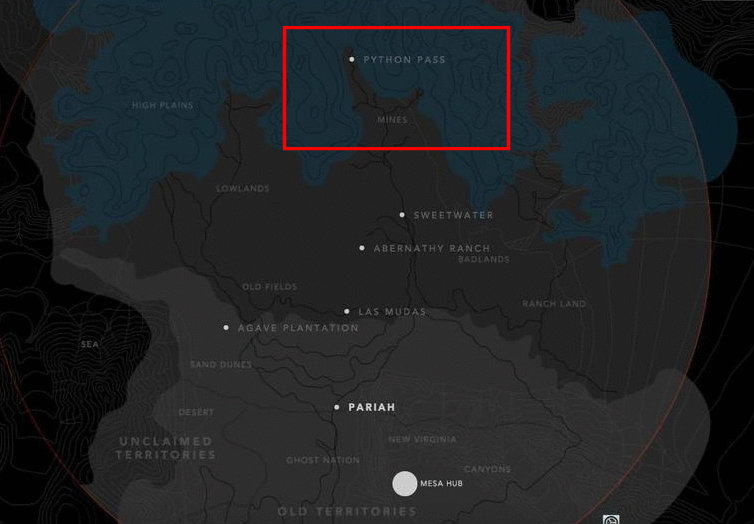 PYTHON PASS
HIGH PLAINS
MINES
LOWLANDS
SWEETWATER
ABERNATHY RANCH
BADLANDS
OLD FIELDS
RANCH LAND
LAS MUDAS
AGAVE PLANTATION
SEA
SAND DUNES
PARIAH
DESERT
UNCLAIMED
TERRITORIES
NEW VIRGINIA
GHOST NATION
CANYONS
MESA HUB
OLD TERRITORIES